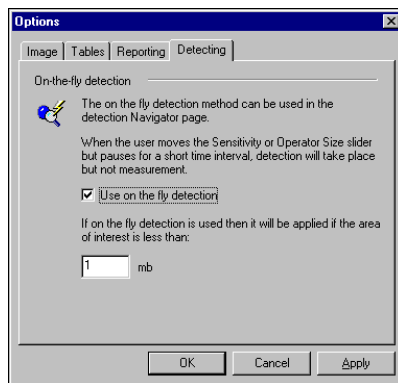 Options
Image Tables Reporting Detecting
On-the-fly detection
The on the fly detection method can be used in the
detection Navigator page.
When the user moves the Sensitivity or Operator Size slider
but pauses for a short time interval, detection will take place
but not measurement.
Use on the fly detection
If on the fly detection is used then it will be applied if the area
of interest is less than:
1 mb
OK Cancel Apply